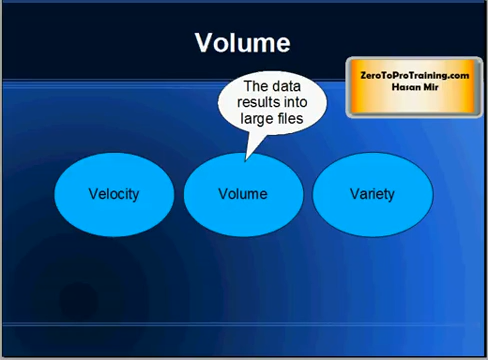 Volume
ZeroToProTraining.com
Hasan Mir
The data
results into
large files
Velocity
Volume
Variety